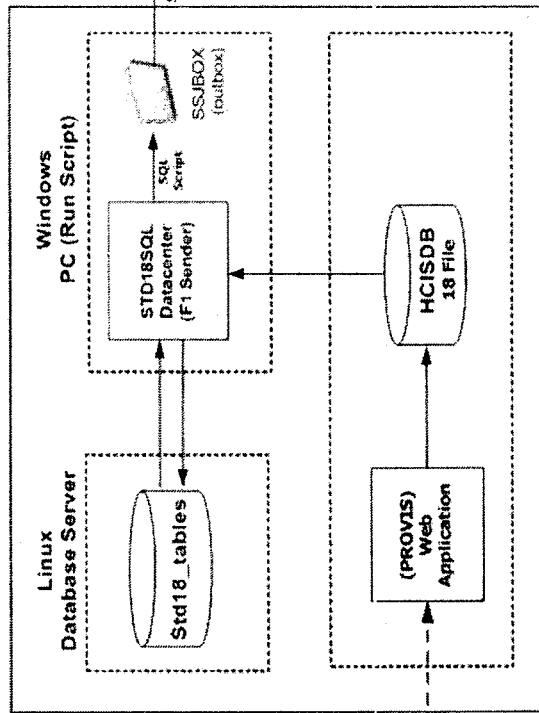 Linux
Database Server
Std18_tables
Windows
PC (Run Script)
STD18SQL
Datacenter
(F1 Sender)
SQL
Script
SSJBOX
(outbox)
(PROVIS)
Web
Application
HCISDB
18 File